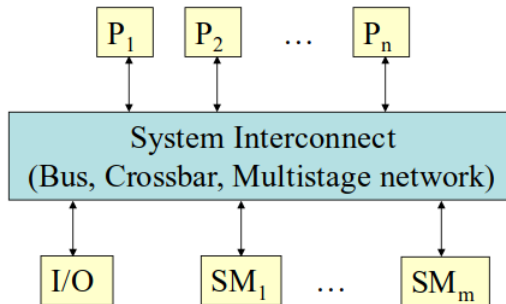 P₁ P₂ … Pₙ
System Interconnect
(Bus, Crossbar, Multistage network)
I/O SM₁ … SMₘ